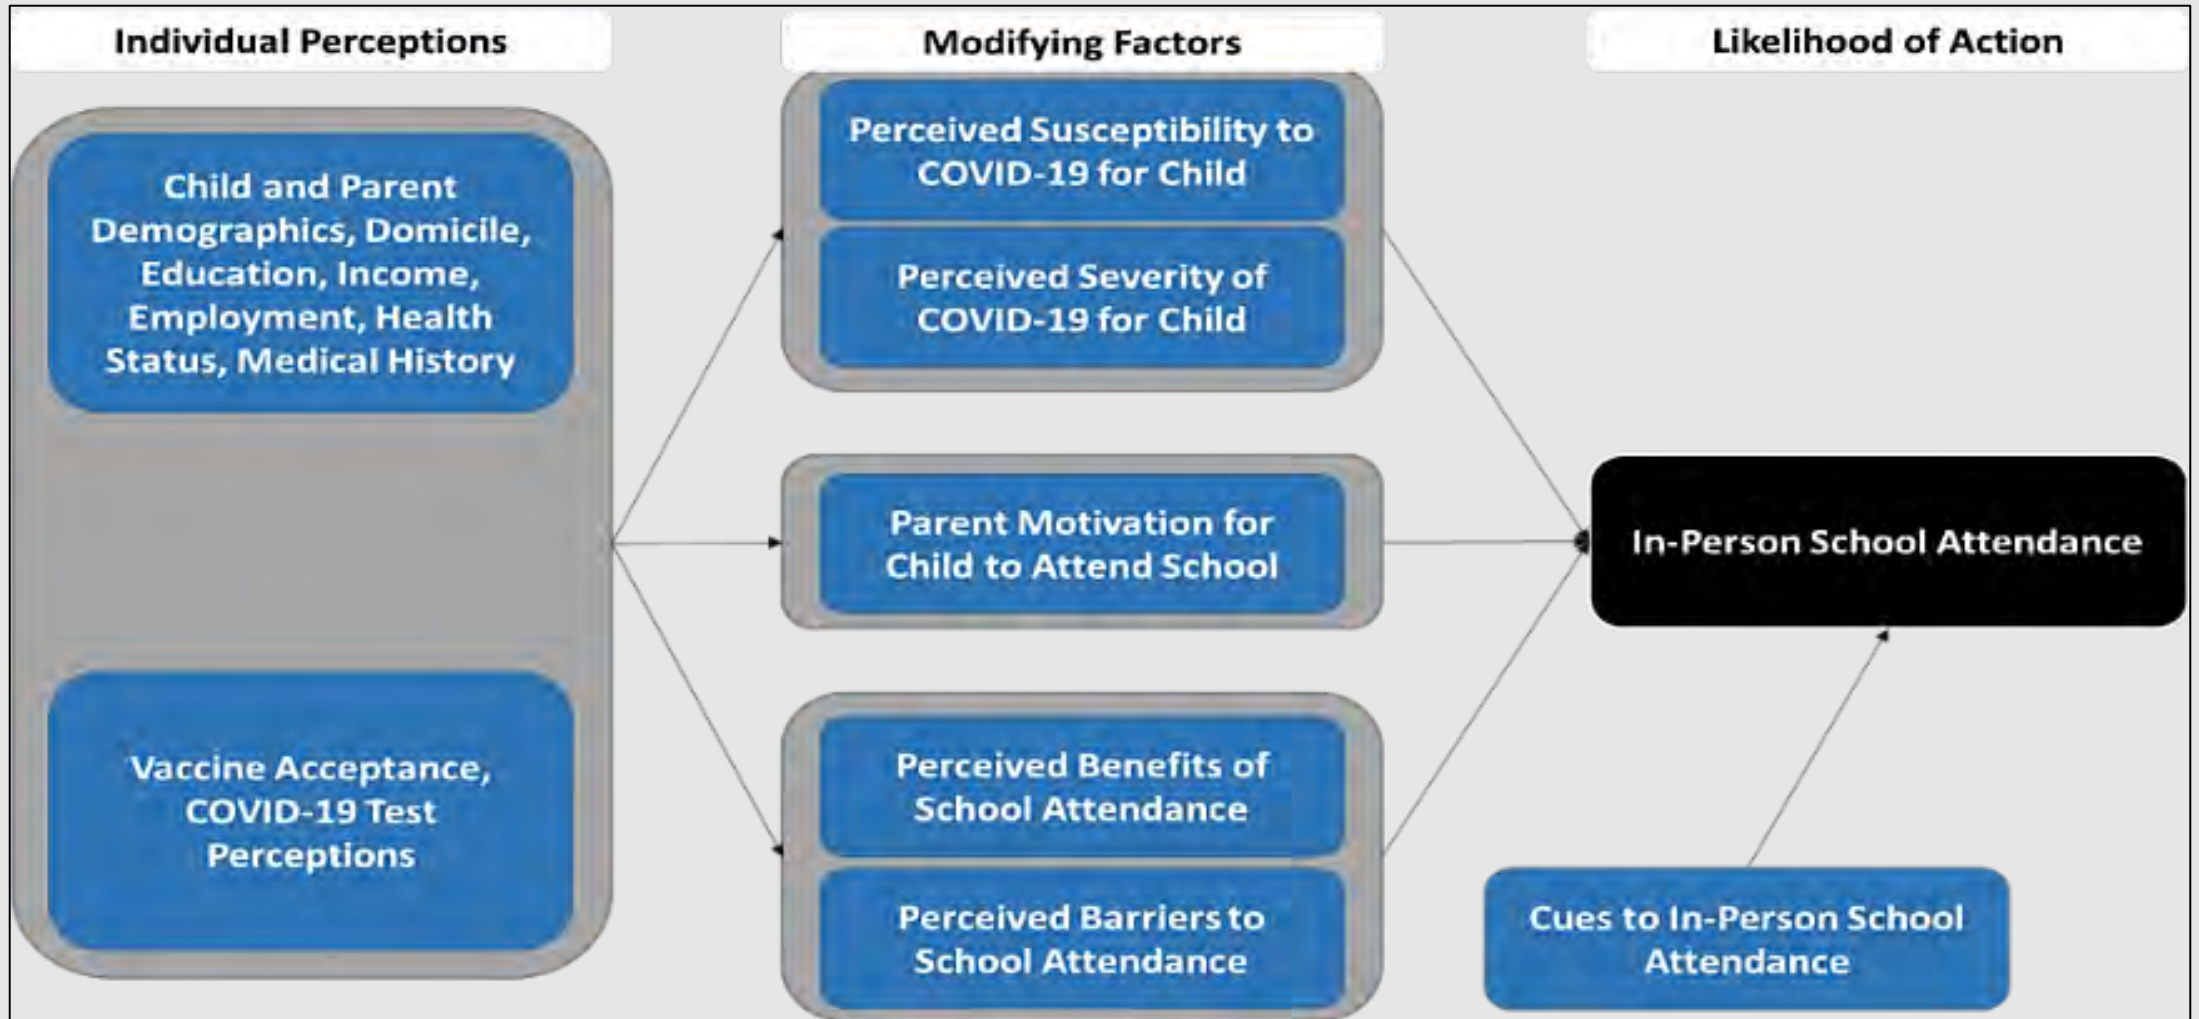 Individual Perceptions
Modifying Factors
Likelihood of Action
Child and Parent
Demographics, Domicile,
Education, Income,
Employment, Health
Status, Medical History
Vaccine Acceptance,
COVID-19 Test
Perceptions
Perceived Susceptibility to
COVID-19 for Child
Perceived Severity of
COVID-19 for Child
Parent Motivation for
Child to Attend School
Perceived Benefits of
School Attendance
Perceived Barriers to
School Attendance
In-Person School Attendance
Cues to In-Person School
Attendance